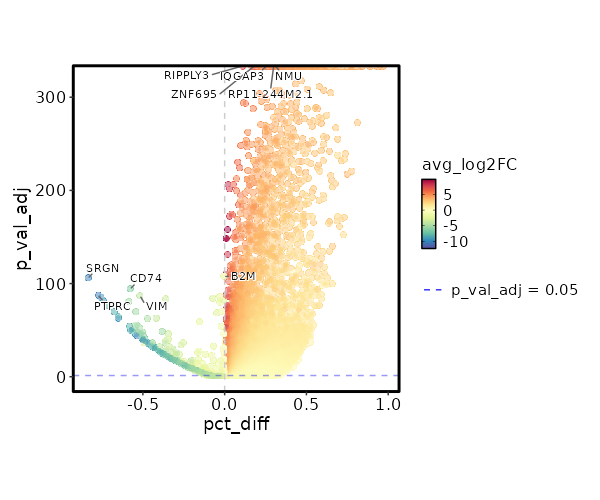 RIPPLY3 IQGAP3 NMU
ZNF695 RP11-244M2.1
300
200
100
0
p_val_adj
SRGN
CD74
B2M
PTPRC VIM
-0.5 0.0 0.5 1.0
pct_diff
avg_log2FC
5
0
-5
-10
p_val_adj = 0.05